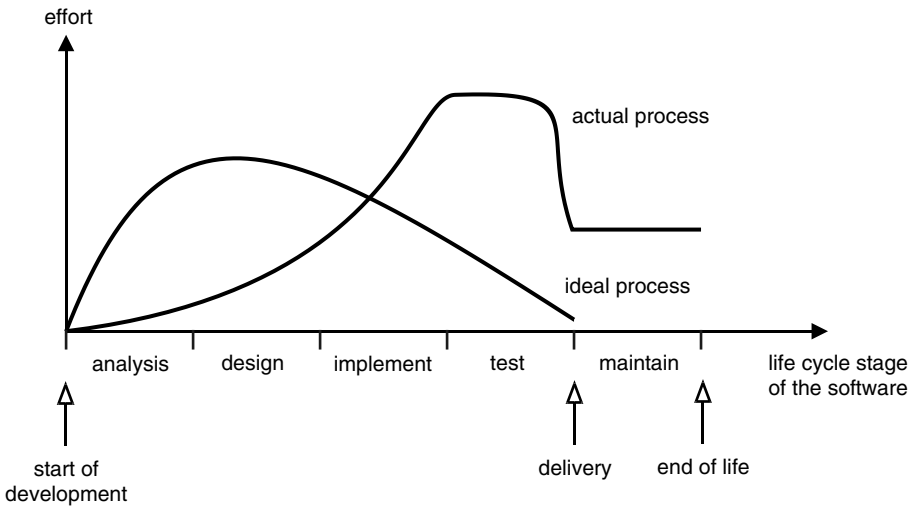 effort
actual process
ideal process
analysis
design
implement
test
maintain
life cycle stage
of the software
start of
development
delivery
end of life